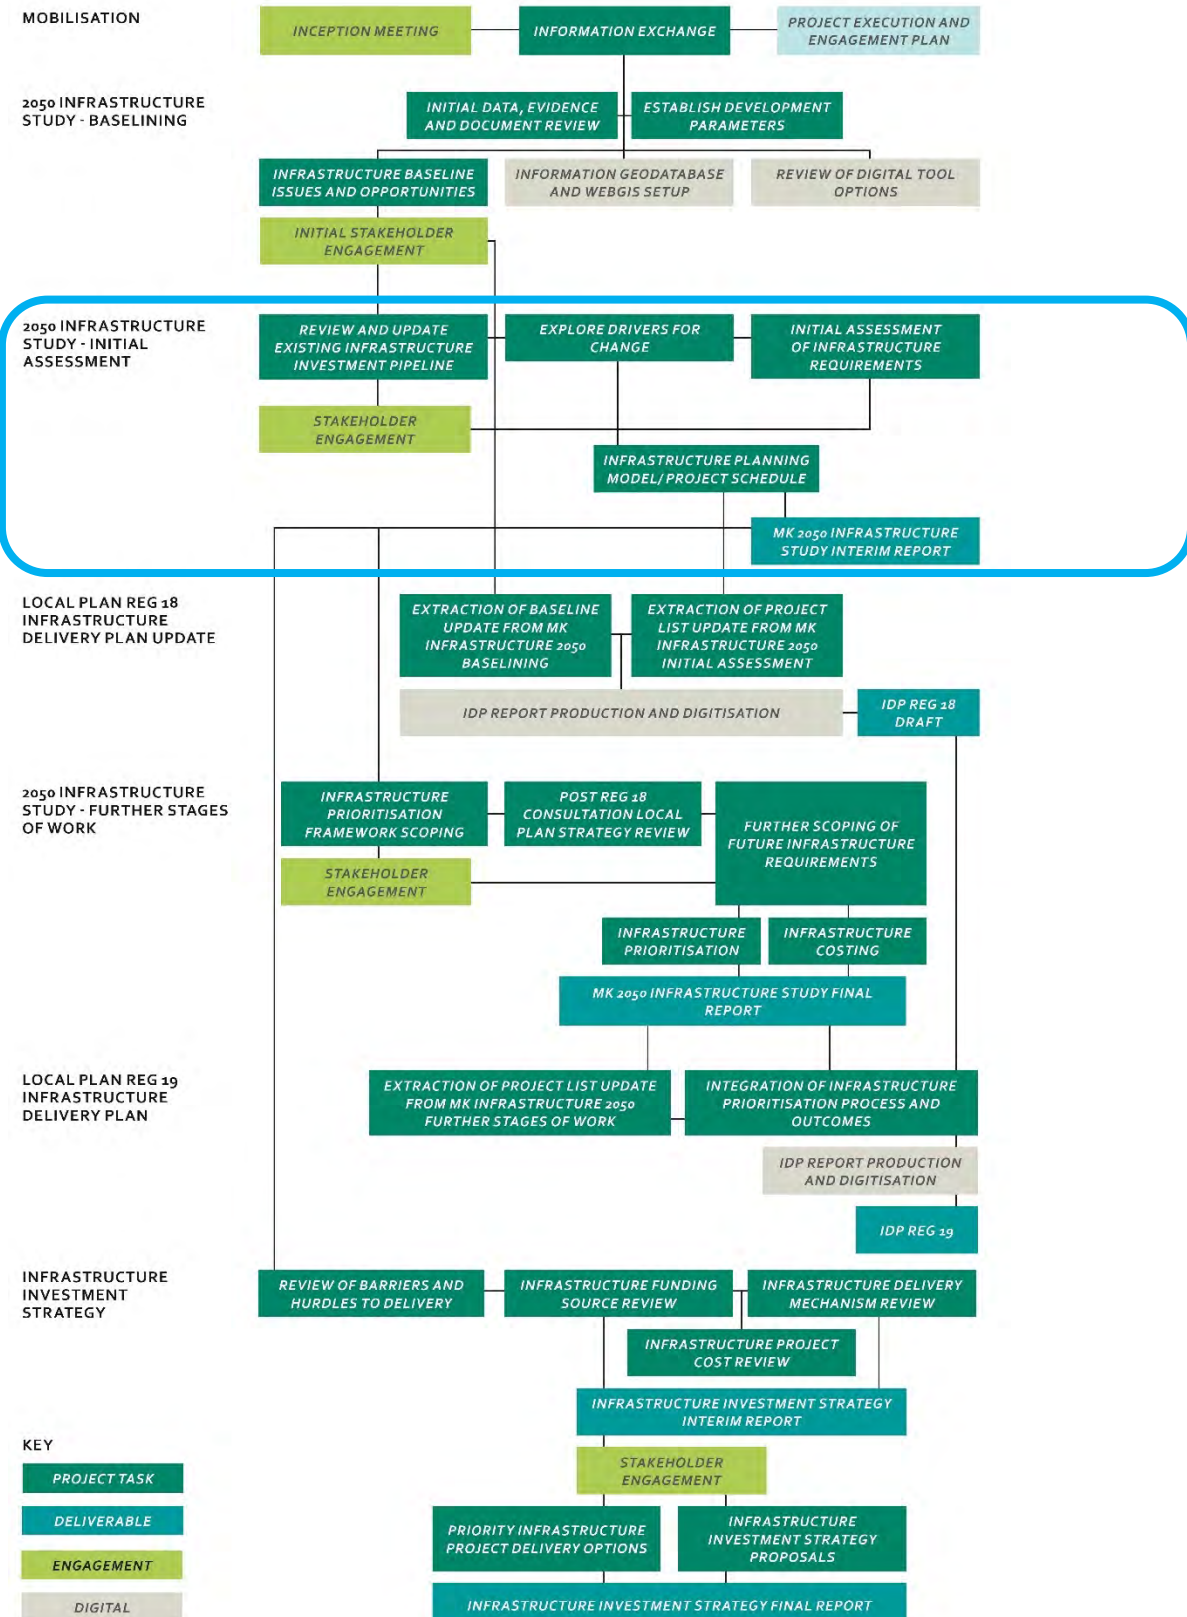 MOBILISATION
INCEPTION MEETING
INFORMATION EXCHANGE
PROJECT EXECUTION AND
ENGAGEMENT PLAN
2050 INFRASTRUCTURE
STUDY - BASELINING
INITIAL DATA, EVIDENCE
AND DOCUMENT REVIEW
ESTABLISH DEVELOPMENT
PARAMETERS
INFRASTRUCTURE BASELINE
ISSUES AND OPPORTUNITIES
INFORMATION GEODATABASE
AND WEBGIS SETUP
REVIEW OF DIGITAL TOOL
OPTIONS
INITIAL STAKEHOLDER
ENGAGEMENT
2050 INFRASTRUCTURE
STUDY - INITIAL
ASSESSMENT
REVIEW AND UPDATE
EXISTING INFRASTRUCTURE
INVESTMENT PIPELINE
EXPLORE DRIVERS FOR
CHANGE
INITIAL ASSESSMENT
OF INFRASTRUCTURE
REQUIREMENTS
STAKEHOLDER
ENGAGEMENT
INFRASTRUCTURE PLANNING
MODEL/ PROJECT SCHEDULE
MK 2050 INFRASTRUCTURE
STUDY INTERIM REPORT
LOCAL PLAN REG 18
INFRASTRUCTURE
DELIVERY PLAN UPDATE
EXTRACTION OF BASELINE
UPDATE FROM MK
INFRASTRUCTURE 2050
BASELINING
EXTRACTION OF PROJECT
LIST UPDATE FROM MK
INFRASTRUCTURE 2050
INITIAL ASSESSMENT
IDP REPORT PRODUCTION AND DIGITISATION
IDP REG 18
DRAFT
2050 INFRASTRUCTURE
STUDY - FURTHER STAGES
OF WORK
INFRASTRUCTURE
PRIORITISATION
FRAMEWORK SCOPING
POST REG 18
CONSULTATION LOCAL
PLAN STRATEGY REVIEW
FURTHER SCOPING OF
FUTURE INFRASTRUCTURE
REQUIREMENTS
STAKEHOLDER
ENGAGEMENT
INFRASTRUCTURE
PRIORITISATION
INFRASTRUCTURE
COSTING
MK 2050 INFRASTRUCTURE STUDY FINAL
REPORT
LOCAL PLAN REG 19
INFRASTRUCTURE
DELIVERY PLAN
EXTRACTION OF PROJECT LIST UPDATE
FROM MK INFRASTRUCTURE 2050
FURTHER STAGES OF WORK
INTEGRATION OF INFRASTRUCTURE
PRIORITISATION PROCESS AND
OUTCOMES
IDP REPORT PRODUCTION
AND DIGITISATION
IDP REG 19
INFRASTRUCTURE
INVESTMENT
STRATEGY
REVIEW OF BARRIERS AND
HURDLES TO DELIVERY
INFRASTRUCTURE FUNDING
SOURCE REVIEW
INFRASTRUCTURE DELIVERY
MECHANISM REVIEW
INFRASTRUCTURE PROJECT
COST REVIEW
INFRASTRUCTURE INVESTMENT STRATEGY
INTERIM REPORT
STAKEHOLDER
ENGAGEMENT
PRIORITY INFRASTRUCTURE
PROJECT DELIVERY OPTIONS
INFRASTRUCTURE
INVESTMENT STRATEGY
PROPOSALS
INFRASTRUCTURE INVESTMENT STRATEGY FINAL REPORT
KEY
PROJECT TASK
DELIVERABLE
ENGAGEMENT
DIGITAL